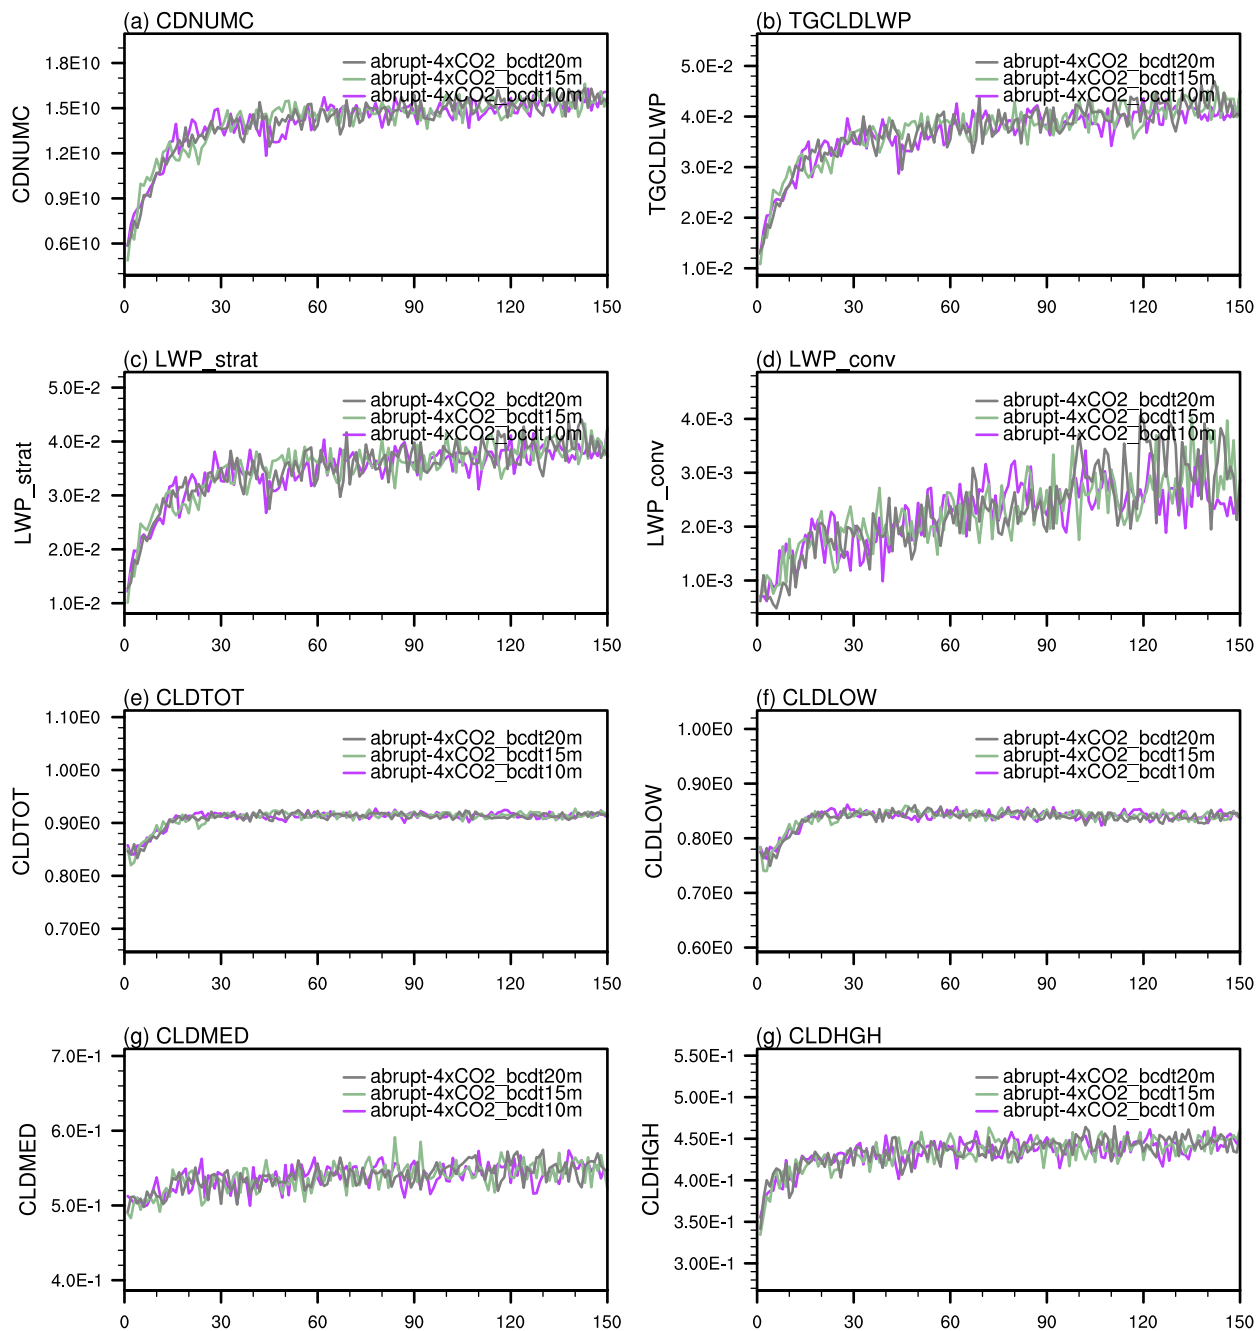 (a) CDNUMC
CDNUMC
1.8E10
1.5E10
1.2E10
0.9E10
0.6E10
abrupt-4xCO2_bcdt20m
abrupt-4xCO2_bcdt15m
abrupt-4xCO2_bcdt10m
0 30 60 90 120 150
(b) TGCLDLWP
TGCLDLWP
5.0E-2
4.0E-2
3.0E-2
2.0E-2
1.0E-2
abrupt-4xCO2_bcdt20m
abrupt-4xCO2_bcdt15m
abrupt-4xCO2_bcdt10m
0 30 60 90 120 150
(c) LWP_strat
LWP_strat
5.0E-2
4.0E-2
3.0E-2
2.0E-2
1.0E-2
abrupt-4xCO2_bcdt20m
abrupt-4xCO2_bcdt15m
abrupt-4xCO2_bcdt10m
0 30 60 90 120 150
(d) LWP_conv
LWP_conv
4.0E-3
3.0E-3
2.0E-3
1.0E-3
abrupt-4xCO2_bcdt20m
abrupt-4xCO2_bcdt15m
abrupt-4xCO2_bcdt10m
0 30 60 90 120 150
(e) CLDTOT
CLDTOT
1.10E0
1.00E0
0.90E0
0.80E0
0.70E0
abrupt-4xCO2_bcdt20m
abrupt-4xCO2_bcdt15m
abrupt-4xCO2_bcdt10m
0 30 60 90 120 150
(f) CLDLOW
CLDLOW
1.00E0
0.90E0
0.80E0
0.70E0
0.60E0
abrupt-4xCO2_bcdt20m
abrupt-4xCO2_bcdt15m
abrupt-4xCO2_bcdt10m
0 30 60 90 120 150
(g) CLDMED
CLDMED
7.0E-1
6.0E-1
5.0E-1
4.0E-1
abrupt-4xCO2_bcdt20m
abrupt-4xCO2_bcdt15m
abrupt-4xCO2_bcdt10m
0 30 60 90 120 150
(g) CLDHGH
CLDHGH
5.50E-1
5.00E-1
4.50E-1
4.00E-1
3.50E-1
3.00E-1
abrupt-4xCO2_bcdt20m
abrupt-4xCO2_bcdt15m
abrupt-4xCO2_bcdt10m
0 30 60 90 120 150